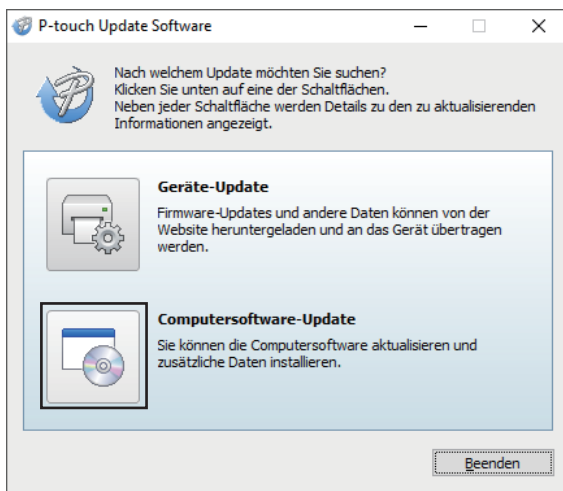 P-touch Update Software
Nach welchem Update möchten Sie suchen?
Klicken Sie unten auf eine der Schaltflächen.
Neben jeder Schaltfläche werden Details zu den zu aktualisierenden
Informationen angezeigt.
Geräte-Update
Firmware-Updates und andere Daten können von der
Website heruntergeladen und an das Gerät übertragen
werden.
Computersoftware-Update
Sie können die Computersoftware aktualisieren und
zusätzliche Daten installieren.
Beenden